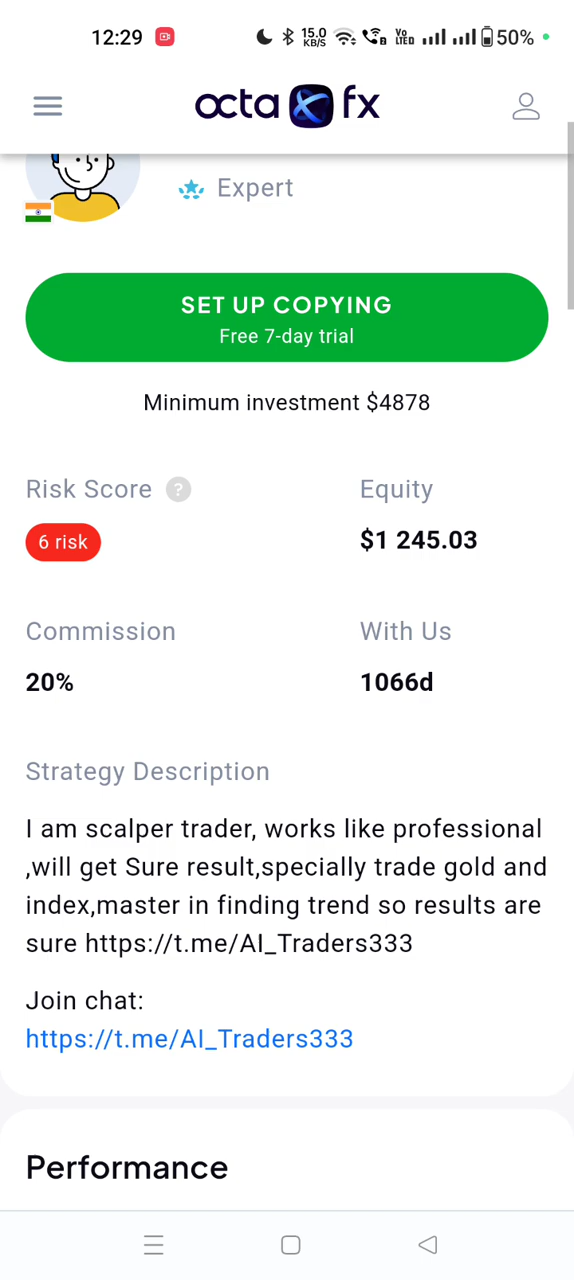 12:29 15.0 KB/S Vo LTED 50%
octa fx
Expert
SET UP COPYING
Free 7-day trial
Minimum investment $4878
Risk Score ? Equity
6 risk $1 245.03
Commission With Us
20% 1066d
Strategy Description
I am scalper trader, works like professional
,will get Sure result,specially trade gold and
index,master in finding trend so results are
sure https://t.me/AI_Traders333
Join chat:
https://t.me/AI_Traders333
Performance